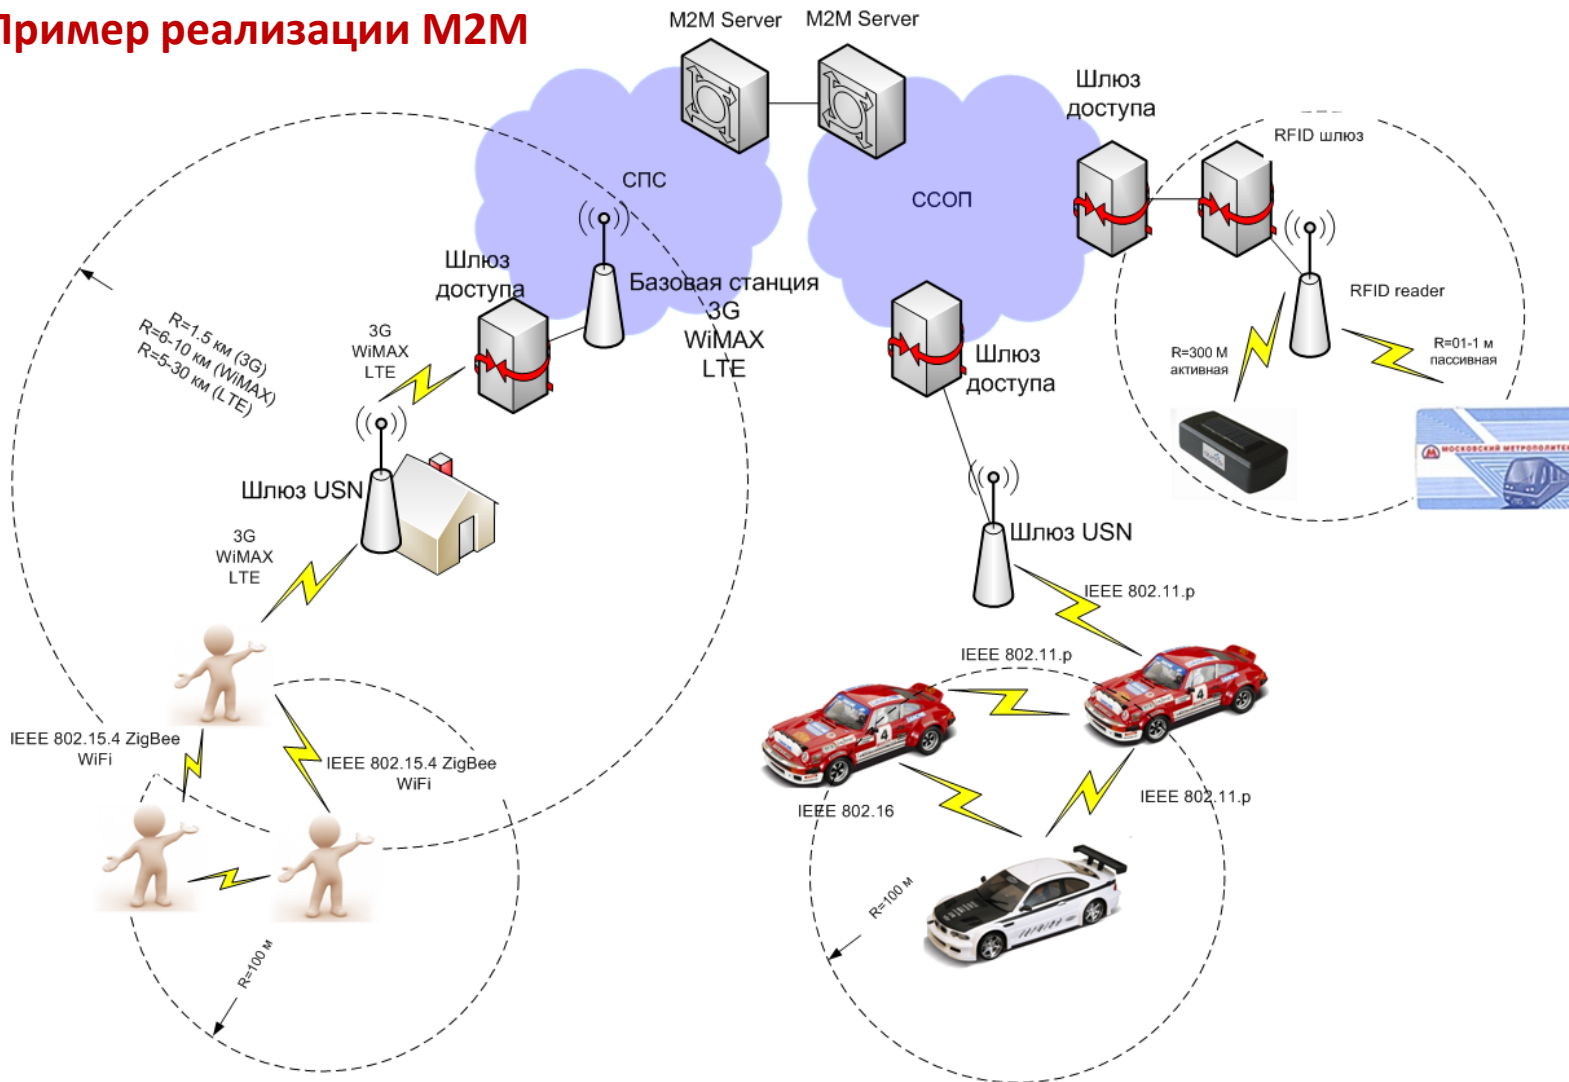 Пример реализации M2M
M2M Server
M2M Server
Шлюз
доступа
RFID шлюз
СПС
ССОП
Шлюз
доступа
Базовая станция
3G
WiMAX
LTE
RFID reader
R=1.5 км (3G)
R=6-10 км (WiMAX)
R=5-30 км (LTE)
3G
WiMAX
LTE
Шлюз
доступа
R=300 М
активная
R=01-1 м
пассивная
МОСКОВСКИЙ МЕТРОПОЛИТЕ
Шлюз USN
Шлюз USN
3G
WiMAX
LTE
IEEE 802.11.p
IEEE 802.11.p
4
4
IEEE 802.15.4 ZigBee
WiFi
IEEE 802.15.4 ZigBee
WiFi
IEEE 802.16
IEEE 802.11.p
R=100 м
R=100 м